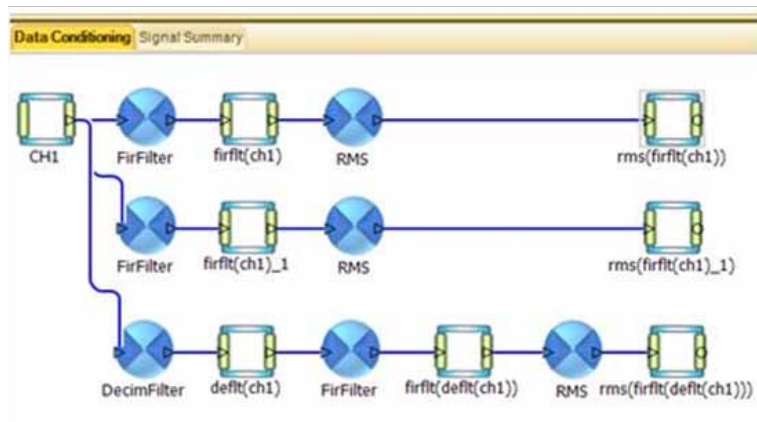 Data Conditioning Signal Summary
CH1 FirFilter firflt(ch1) RMS rms(firflt(ch1))
FirFilter firflt(ch1)_1 RMS rms(firflt(ch1)_1)
DecimFilter deflt(ch1) FirFilter firflt(deflt(ch1)) RMS rms(firflt(deflt(ch1)))